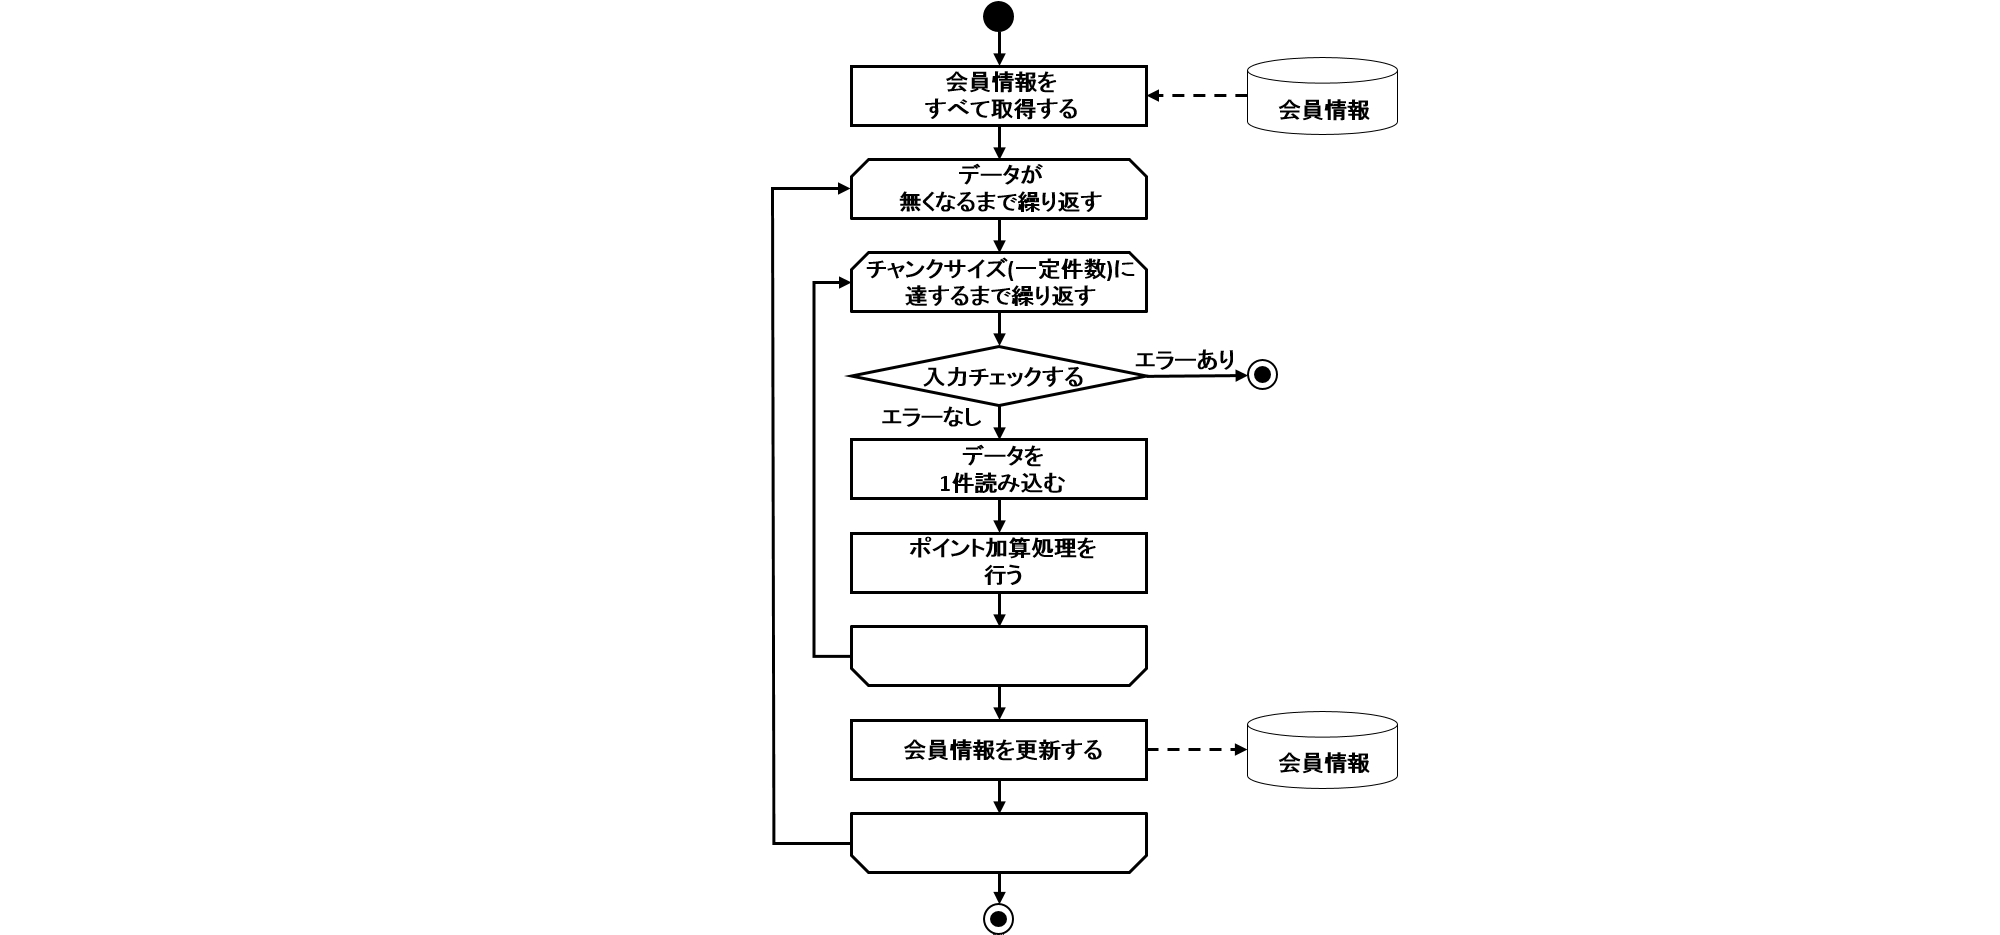 会員情報を
すべて取得する
会員情報
データが
無くなるまで繰り返す
チャンクサイズ(一定件数)に
達するまで繰り返す
入力チェックする
エラーあり
エラーなし
データを
1件読み込む
ポイント加算処理を
行う
会員情報を更新する
会員情報